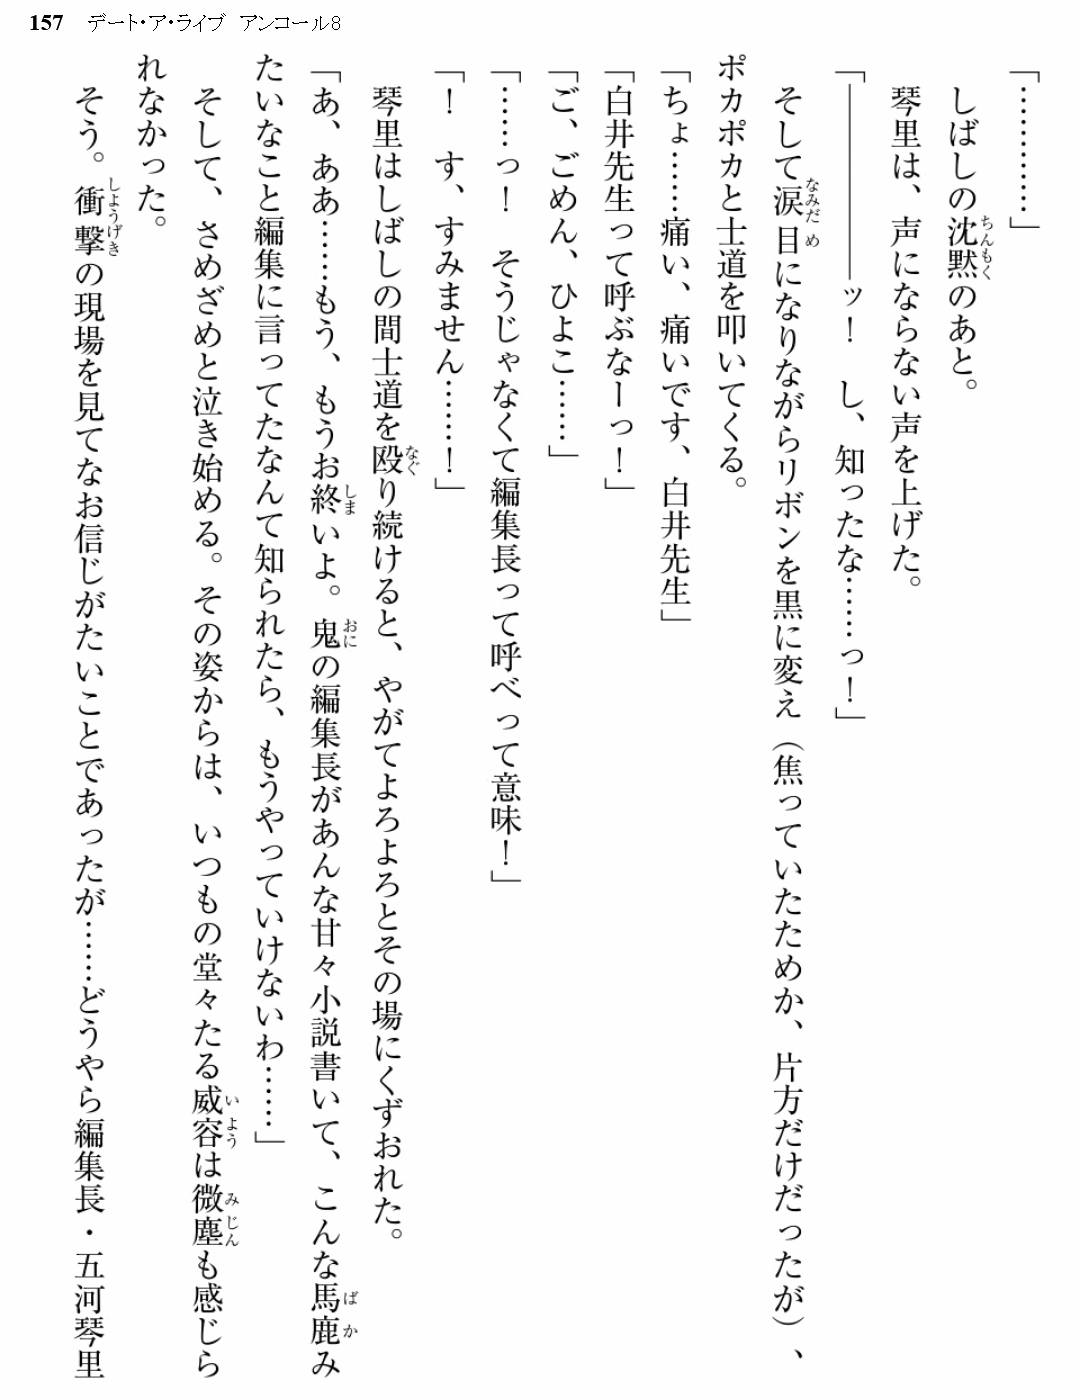 157 デート・ア・ライブ アンコール8
「…………」
　しばしの沈黙のあと。
　琴里は、声にならない声を上げた。
「――――――ッ！　し、知ったな……っ！」
　そして涙目になりながらリボンを黒に変え（焦っていたためか、片方だけだったが）、
ポカポカと士道を叩いてくる。
「ちょ……痛い、痛いです、白井先生」
「白井先生って呼ぶなーっ！」
「ご、ごめん、ひよこ……」
「……っ！　そうじゃなくて編集長って呼べって意味！」
「！　す、すみません……！」
　琴里はしばしの間士道を殴り続けると、やがてよろよろとその場にくずおれた。
「あ、ああ……もう、もうお終いよ。鬼の編集長があんな甘々小説書いて、こんな馬鹿み
たいなこと編集に言ってたなんて知られたら、もうやっていけないわ……」
　そして、さめざめと泣き始める。その姿からは、いつもの堂々たる威容は微塵も感じら
れなかった。
　そう。衝撃の現場を見てなお信じがたいことであったが……どうやら編集長・五河琴里